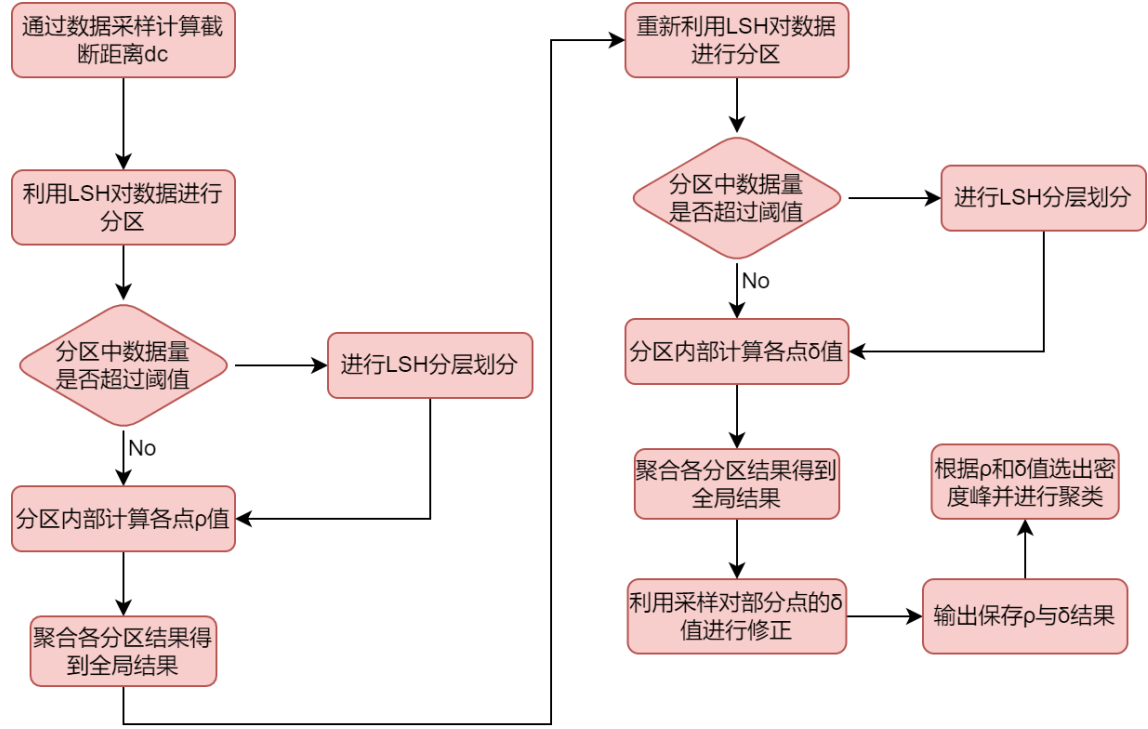 通过数据采样计算截
断距离dc
利用LSH对数据进行
分区
分区中数据量
是否超过阈值
进行LSH分层划分
No
分区内部计算各点ρ值
聚合各分区结果得
到全局结果
重新利用LSH对数据
进行分区
分区中数据量
是否超过阈值
进行LSH分层划分
No
分区内部计算各点δ值
聚合各分区结果得到
全局结果
利用采样对部分点的δ
值进行修正
输出保存ρ与δ结果
根据ρ和δ值选出密
度峰并进行聚类